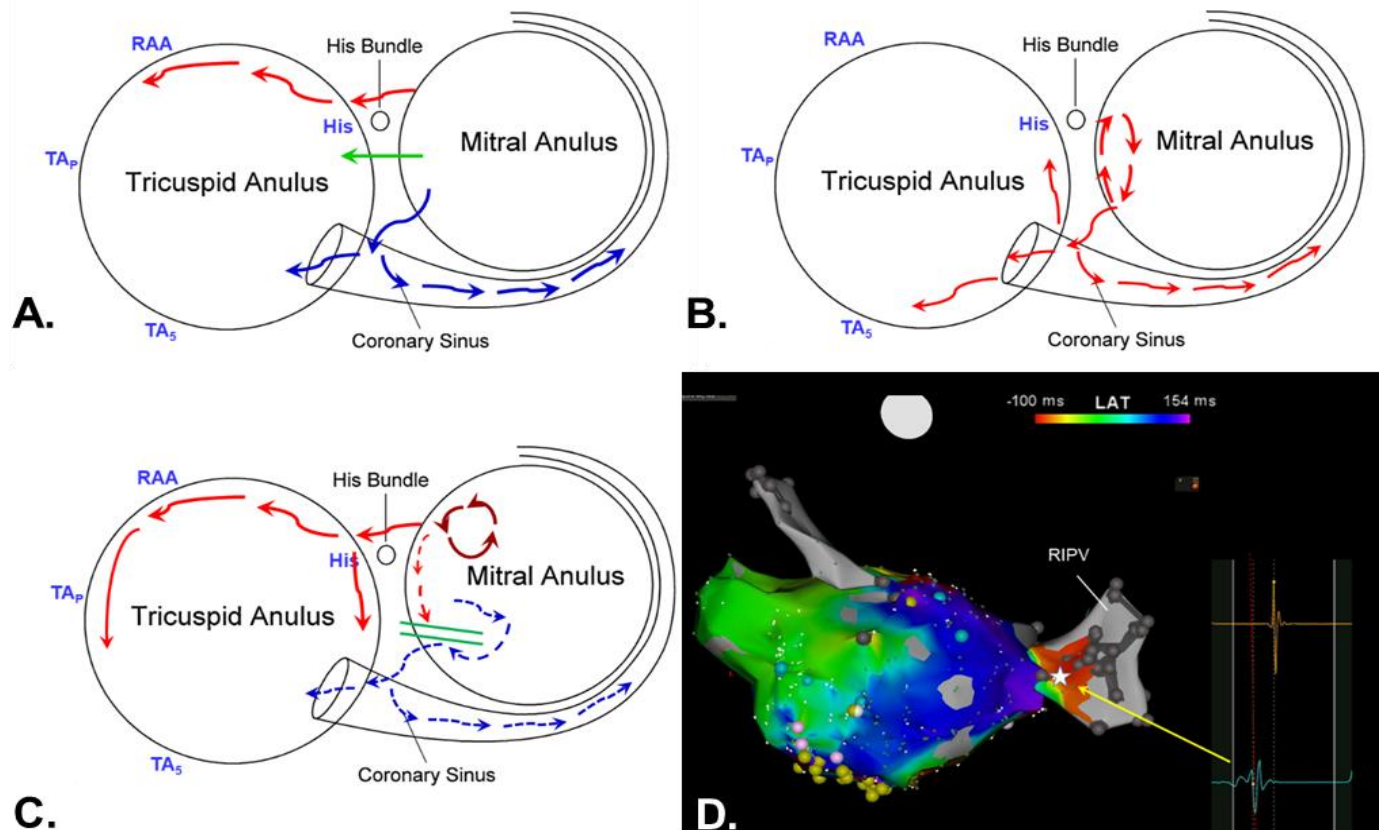 RAA
His Bundle
His
Mitral Anulus
TAP
Tricuspid Anulus
TA5
Coronary Sinus
A.
RAA
His Bundle
His
Mitral Anulus
TAP
Tricuspid Anulus
TA5
Coronary Sinus
B.
RAA
His Bundle
His
Mitral Anulus
TAP
Tricuspid Anulus
TA5
Coronary Sinus
C.
-100 ms LAT 154 ms
RIPV
D.